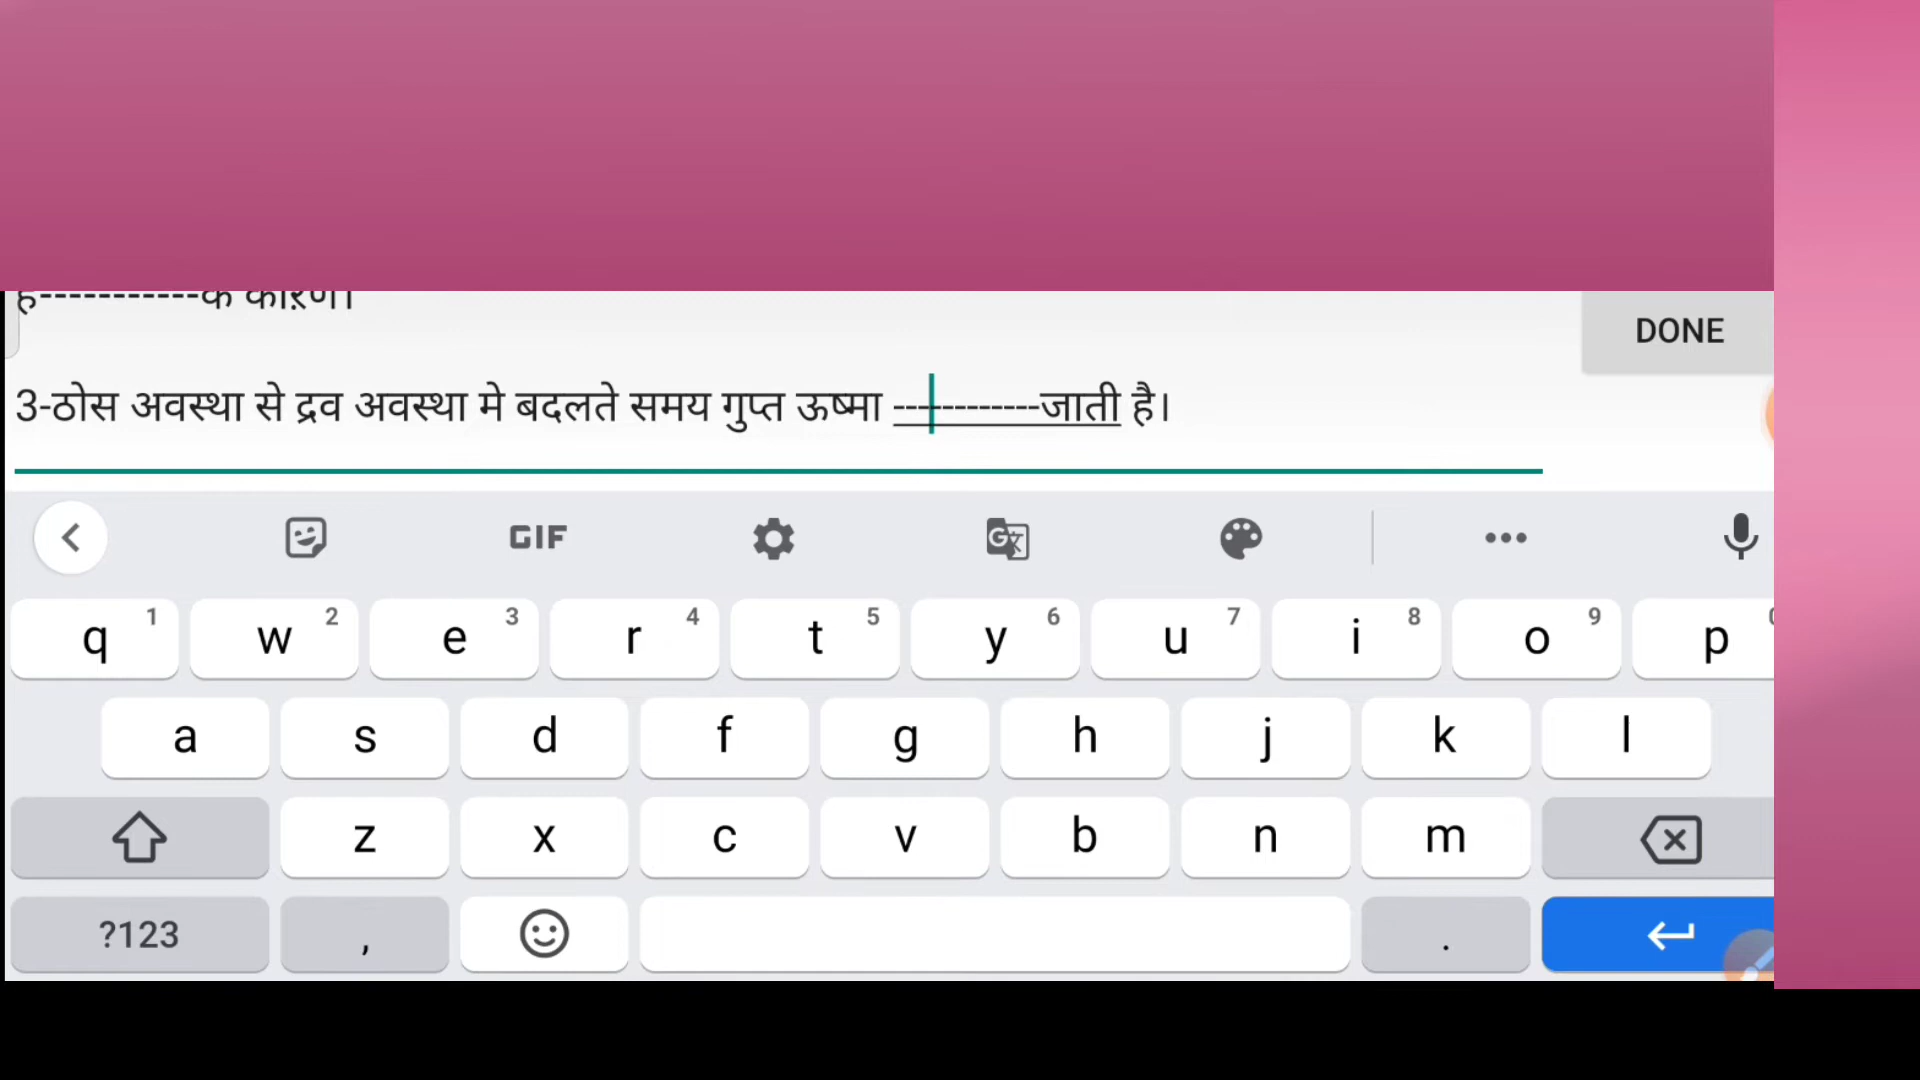 है-----------के कारण।
DONE
3-ठोस अवस्था से द्रव अवस्था मे बदलते समय गुप्त ऊष्मा ------------जाती है।
GIF
q 1 w 2 e 3 r 4 t 5 y 6 u 7 i 8 o 9 p
a s d f g h j k l
z x c v b n m
?123 , .